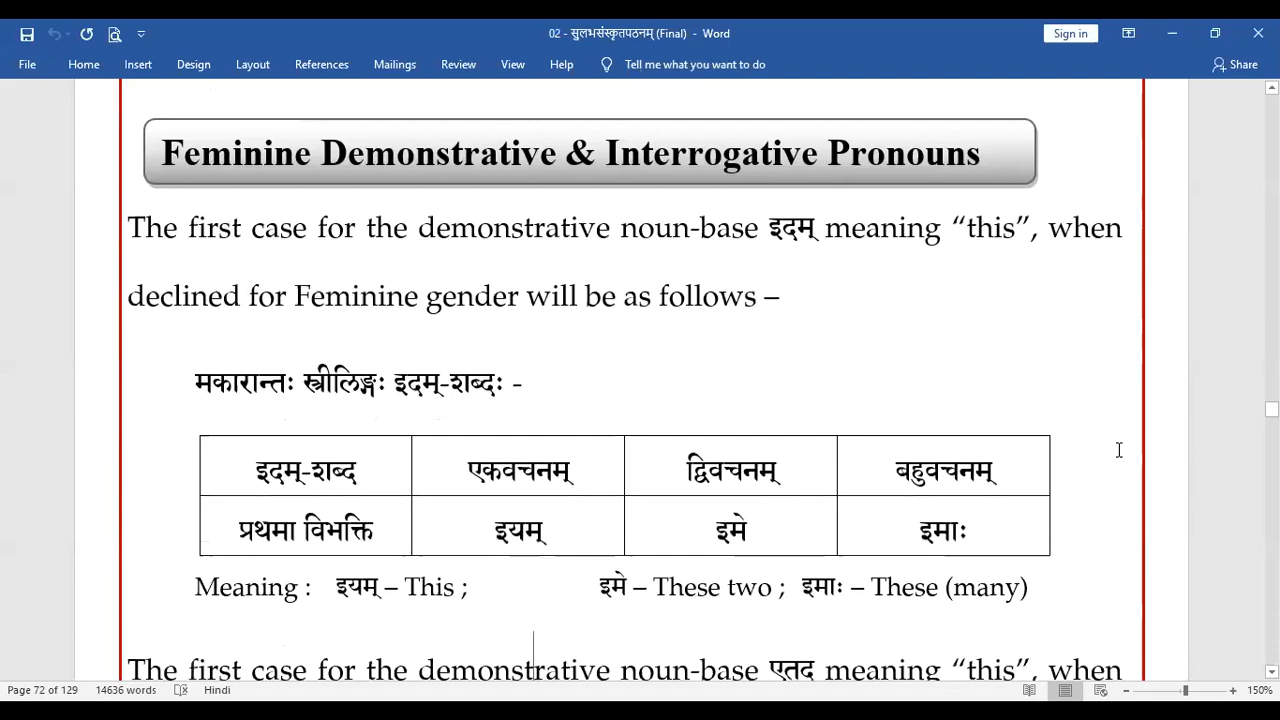 02 - सुलभसंस्कृतपठनम् (Final) - Word
Sign in
File Home Insert Design Layout References Mailings Review View Help Tell me what you want to do Share
Feminine Demonstrative & Interrogative Pronouns
The first case for the demonstrative noun-base इदम् meaning “this”, when
declined for Feminine gender will be as follows –
मकारान्तः स्त्रीलिङ्गः इदम्-शब्दः -
इदम्-शब्द एकवचनम् द्विवचनम् बहुवचनम्
प्रथमा विभक्ति इयम् इमे इमाः
Meaning : इयम् – This ; इमे – These two ; इमाः – These (many)
The first case for the demonstrative noun-base एतद् meaning “this”, when
Page 72 of 129 14636 words Hindi 150%